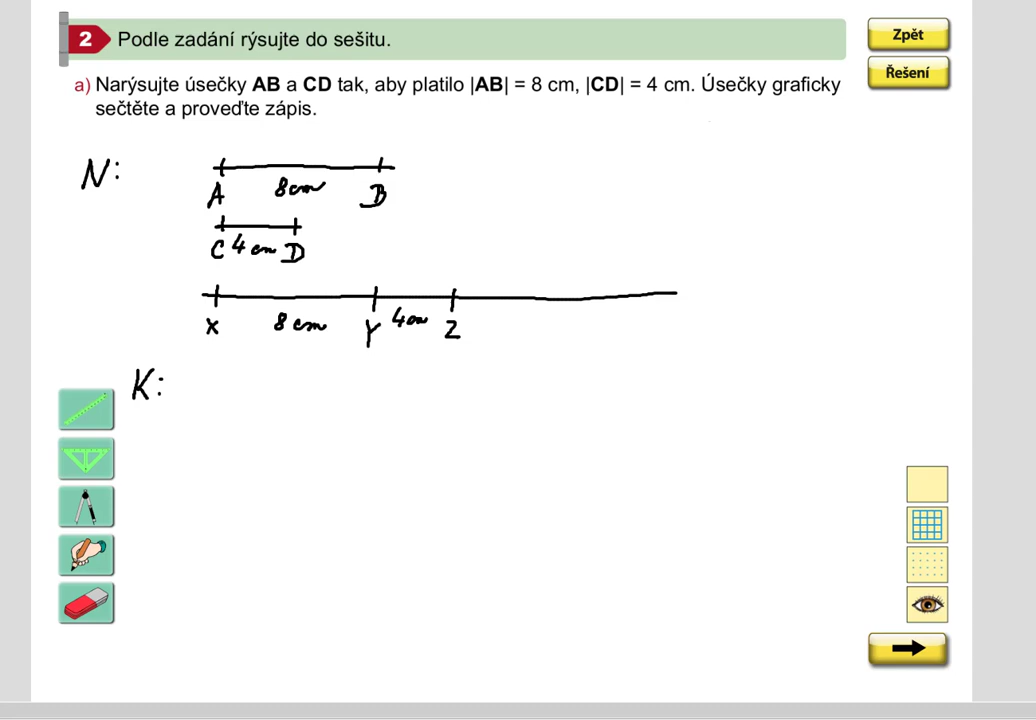 2 Podle zadání rýsujte do sešitu.
Zpět
Řešení
a) Narýsujte úsečky AB a CD tak, aby platilo |AB| = 8 cm, |CD| = 4 cm. Úsečky graficky
sečtěte a proveďte zápis.
N:
A 8cm B
C 4 cm D
X 8 cm Y 4cm Z
K: